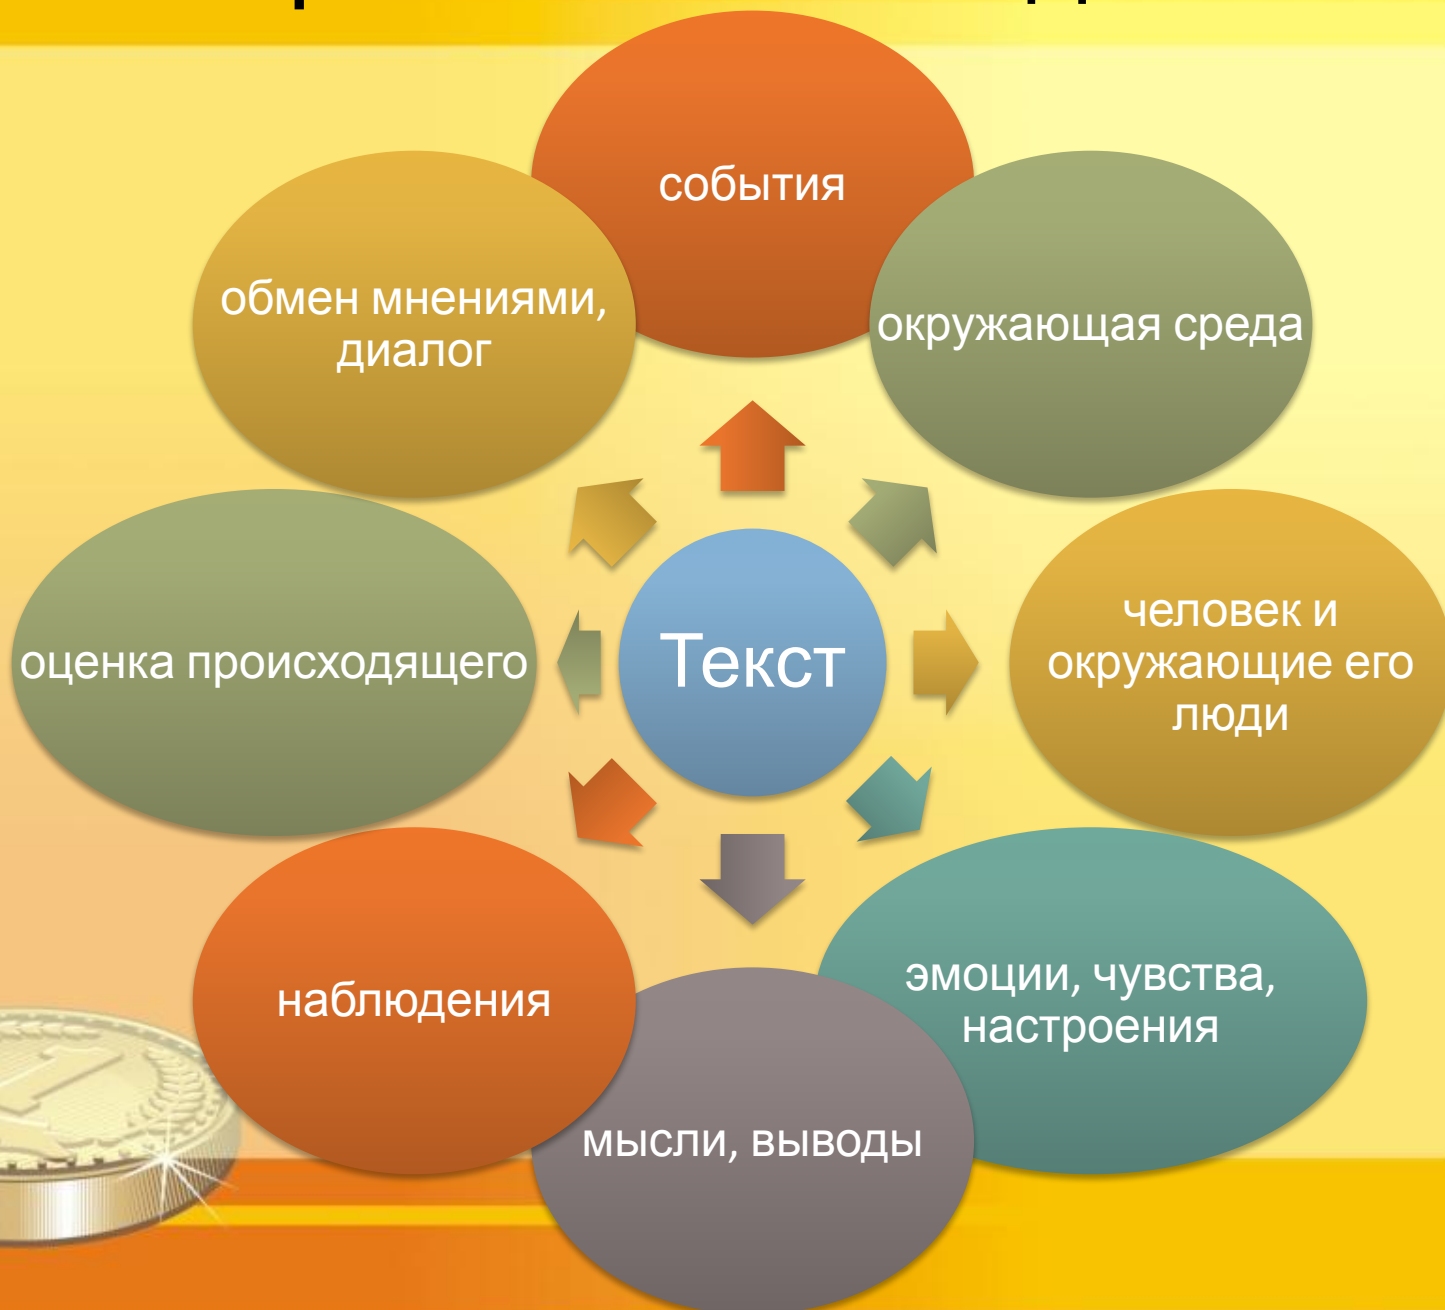 события
окружающая среда
человек и
окружающие его
люди
эмоции, чувства,
настроения
мысли, выводы
наблюдения
оценка происходящего
обмен мнениями,
диалог
Текст